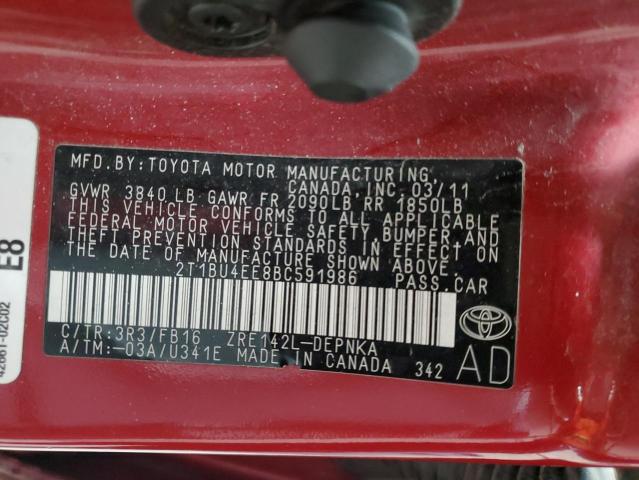 MFD. BY: TOYOTA MOTOR MANUFACTURING
CANADA, INC. 03/11
GVWR 3840 LB GAWR FR 2090LB RR 1850LB
THIS VEHICLE CONFORMS TO ALL APPLICABLE
FEDERAL MOTOR VEHICLE SAFETY, BUMPER, AND
THEFT PREVENTION STANDARDS IN EFFECT ON
THE DATE OF MANUFACTURE SHOWN ABOVE.
2T1BU4EE8BC591986 PASS.CAR
C/TR:3R3/FB16 ZRE142L-DEPNKA
A/TM:-03A/U341E MADE IN CANADA 342
AD
E8
42661-02C02